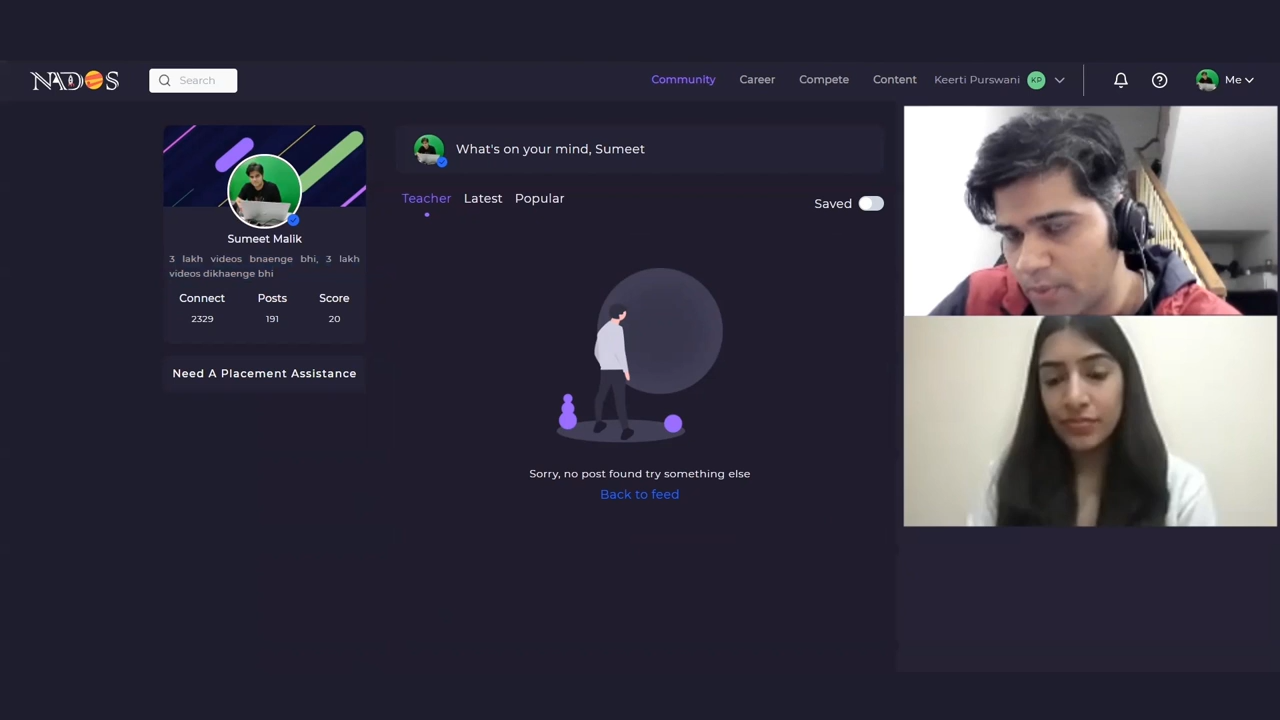 NADOS
Search
Community
Career
Compete
Content
Keerti Purswani
KP
Me
What's on your mind, Sumeet
Teacher
Latest
Popular
Saved
Sumeet Malik
3 lakh videos bnaenge bhi, 3 lakh
videos dikhaenge bhi
Connect
Posts
Score
2329
191
20
Need A Placement Assistance
Sorry, no post found try something else
Back to feed